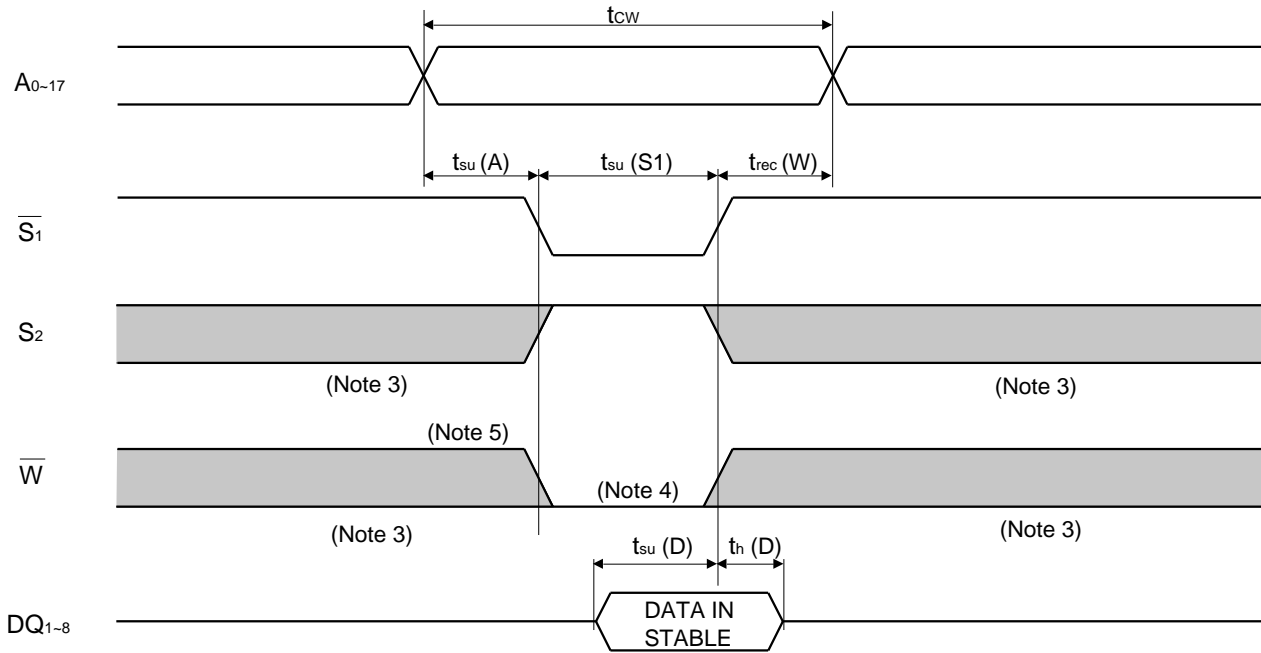 tCW
A0~17
tsu (A)
tsu (S1)
trec (W)
S1
S2
(Note 3)
(Note 3)
(Note 5)
W
(Note 4)
(Note 3)
(Note 3)
tsu (D)
th (D)
DQ1~8
DATA IN
STABLE